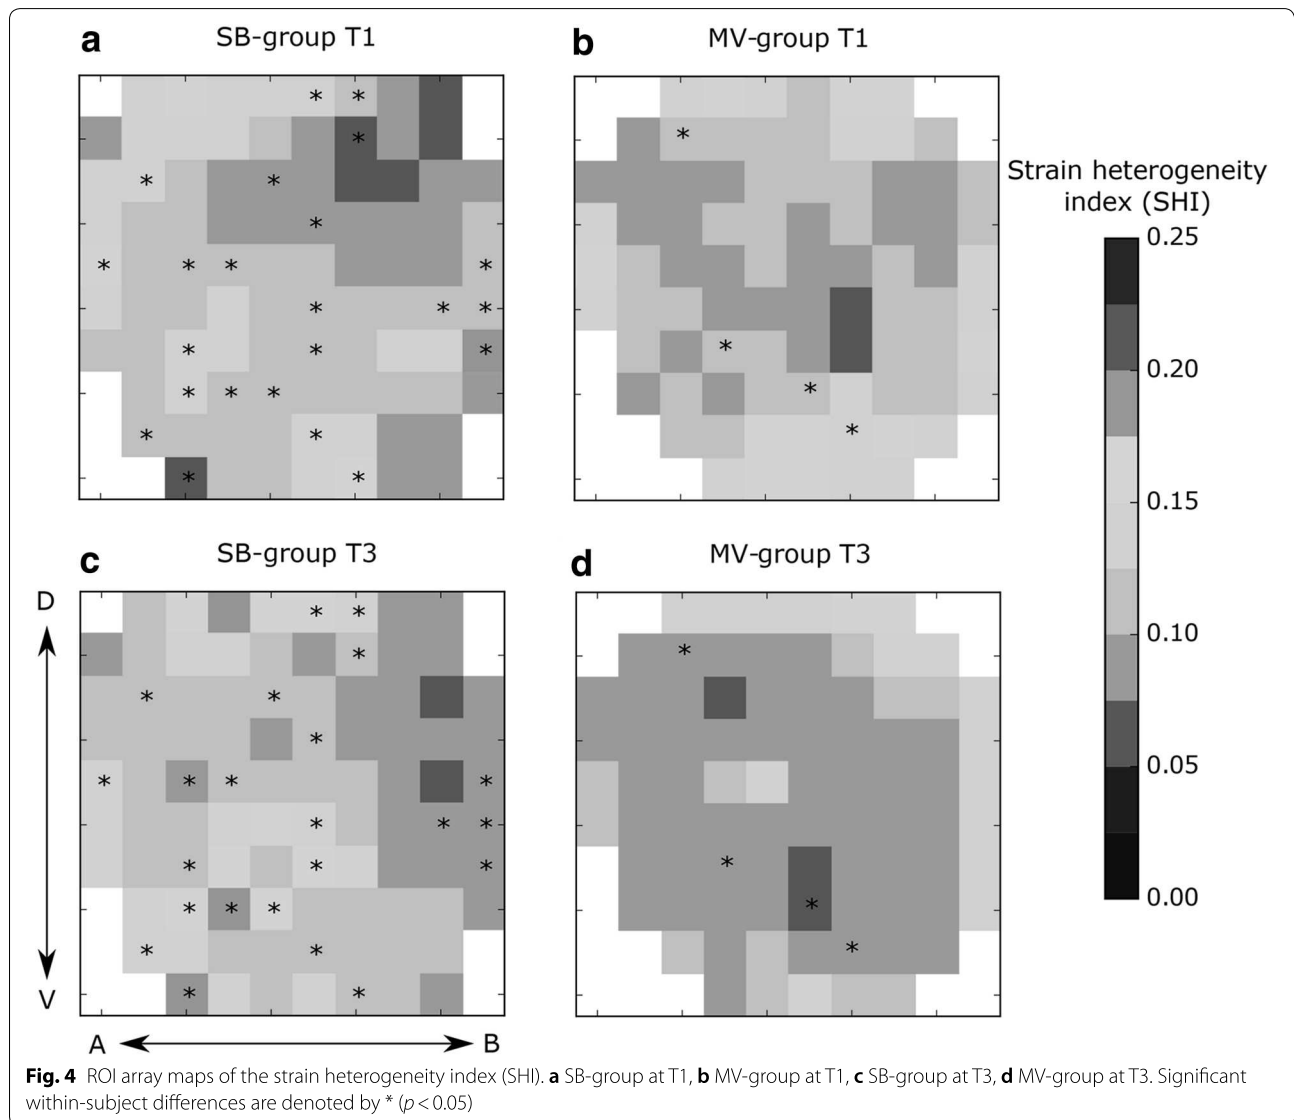 a SB-group T1
b MV-group T1
Strain heterogeneity
index (SHI)
0.25
0.20
0.15
0.10
0.05
0.00
c SB-group T3
d MV-group T3
D
V
A B
Fig. 4 ROI array maps of the strain heterogeneity index (SHI). a SB-group at T1, b MV-group at T1, c SB-group at T3, d MV-group at T3. Significant
within-subject differences are denoted by * (p < 0.05)